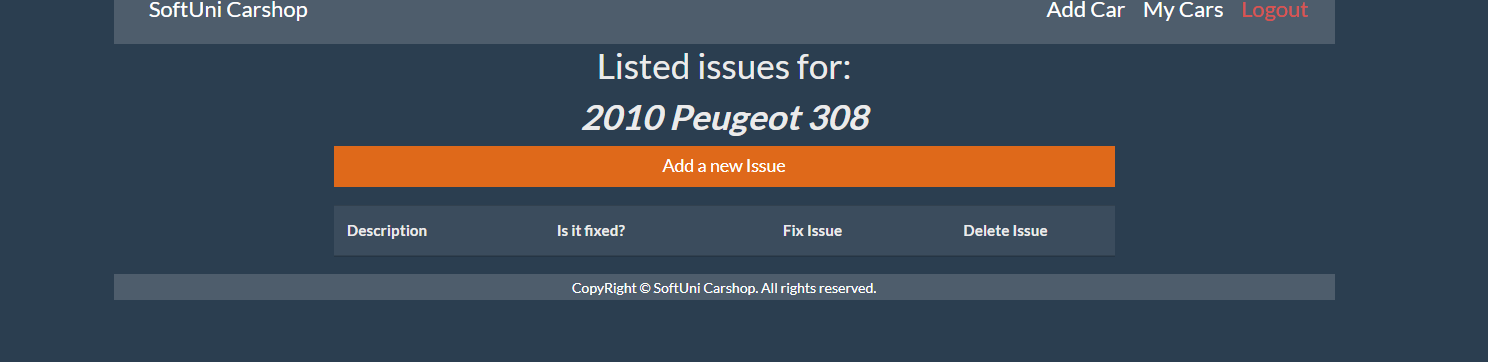 SoftUni Carshop Add Car My Cars Logout
Listed issues for:
2010 Peugeot 308
Add a new Issue
Description Is it fixed? Fix Issue Delete Issue
CopyRight © SoftUni Carshop. All rights reserved.